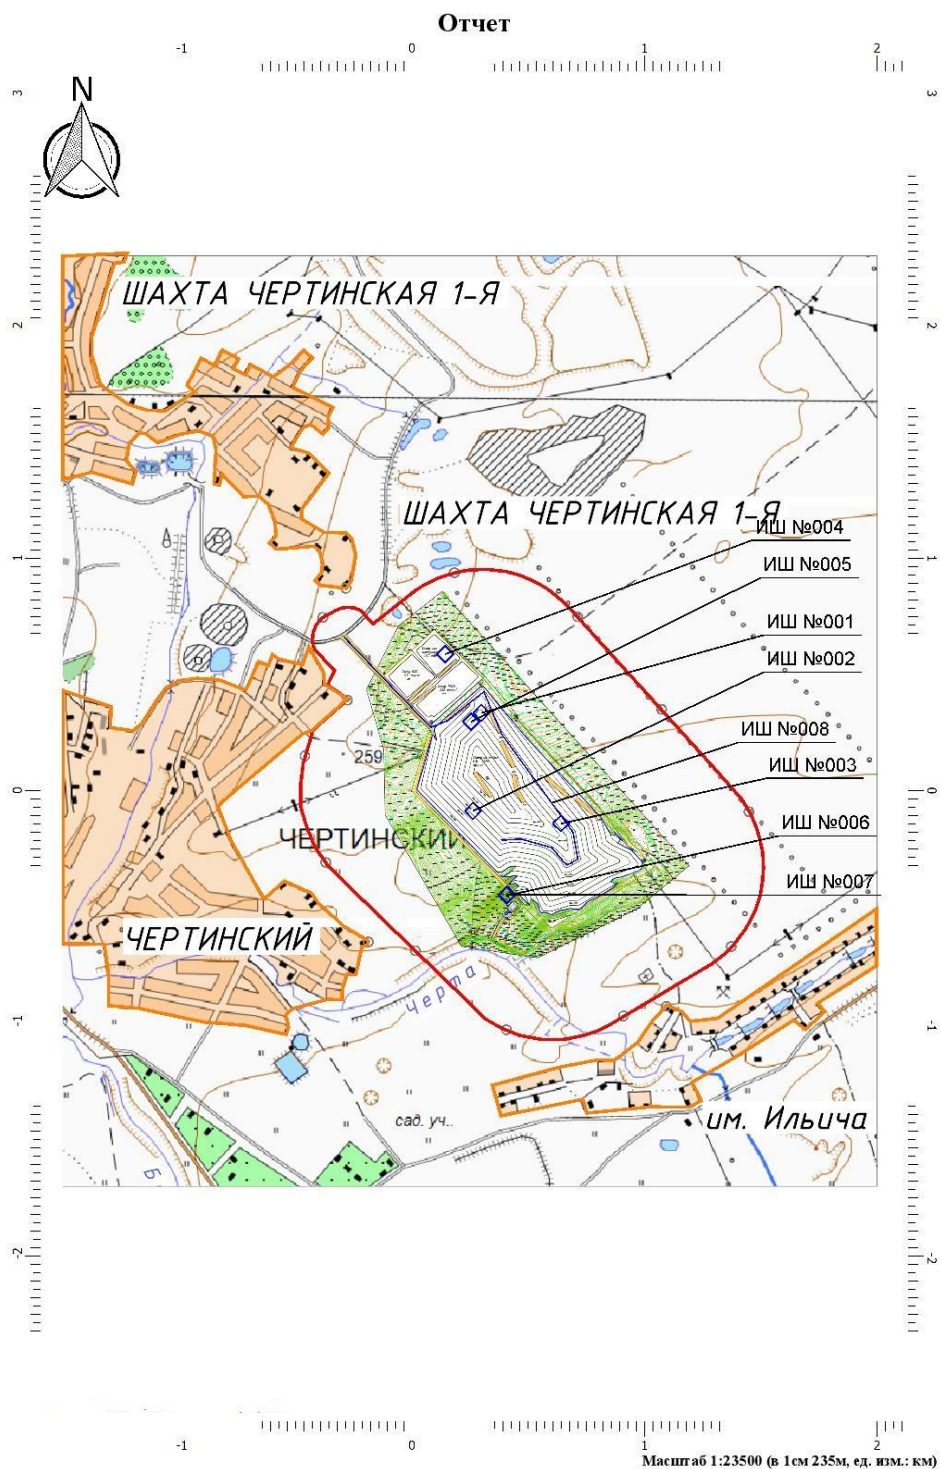 Отчет
-1 0 1 2
3 3
N
ШАХТА ЧЕРТИНСКАЯ 1-Я
2 2
ШАХТА ЧЕРТИНСКАЯ 1-Я
ИШ №004
1 1
ИШ №005
ИШ №001
ИШ №002
ИШ №008
259
ИШ №003
0 0
ИШ №006
ЧЕРТИНСКИЙ
ИШ №007
ЧЕРТИНСКИЙ
Черта
-1 -1
сад. уч..
им. Ильича
Б
-2 -2
-1 0 1 2
Масштаб 1:23500 (в 1см 235м, ед. изм.: км)